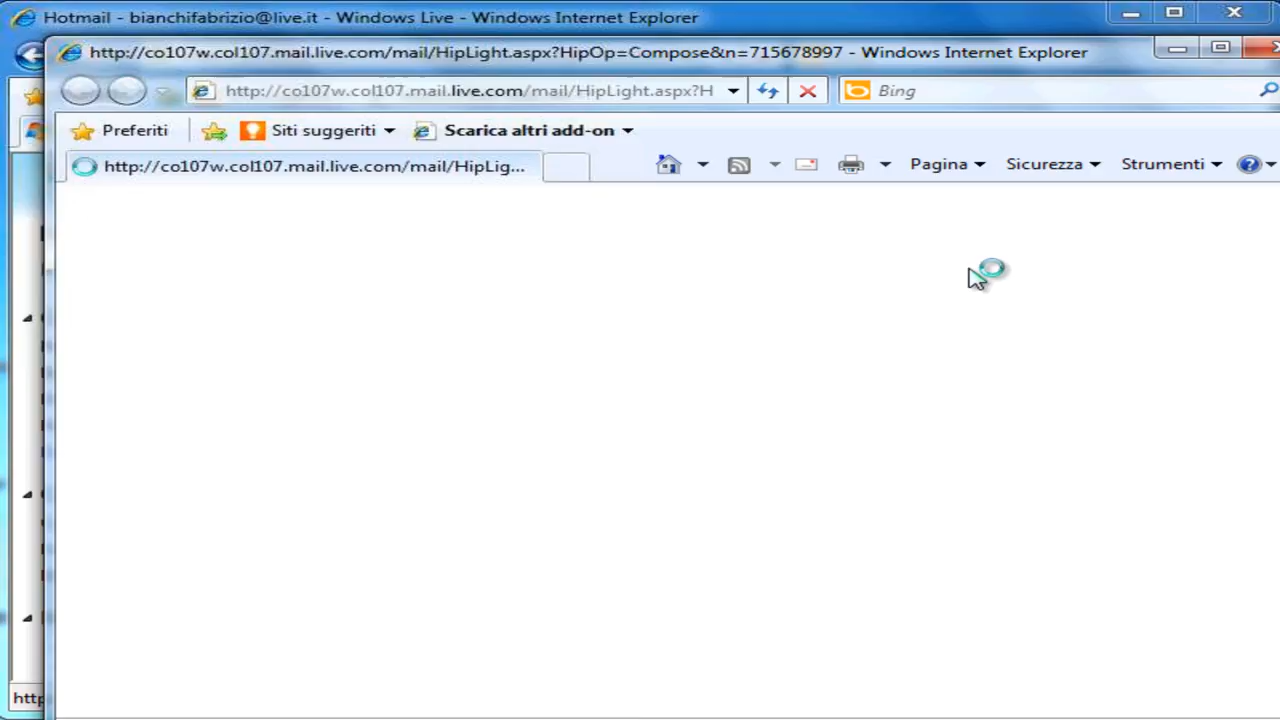 Hotmail - bianchifabrizio@live.it - Windows Live - Windows Internet Explorer
http://co107w.col107.mail.live.com/mail/HipLight.aspx?HipOp=Compose&n=715678997 - Windows Internet Explorer
http://co107w.col107.mail.live.com/mail/HipLight.aspx?H
Bing
Preferiti
Siti suggeriti
Scarica altri add-on
http://co107w.col107.mail.live.com/mail/HipLig...
Pagina
Sicurezza
Strumenti
http